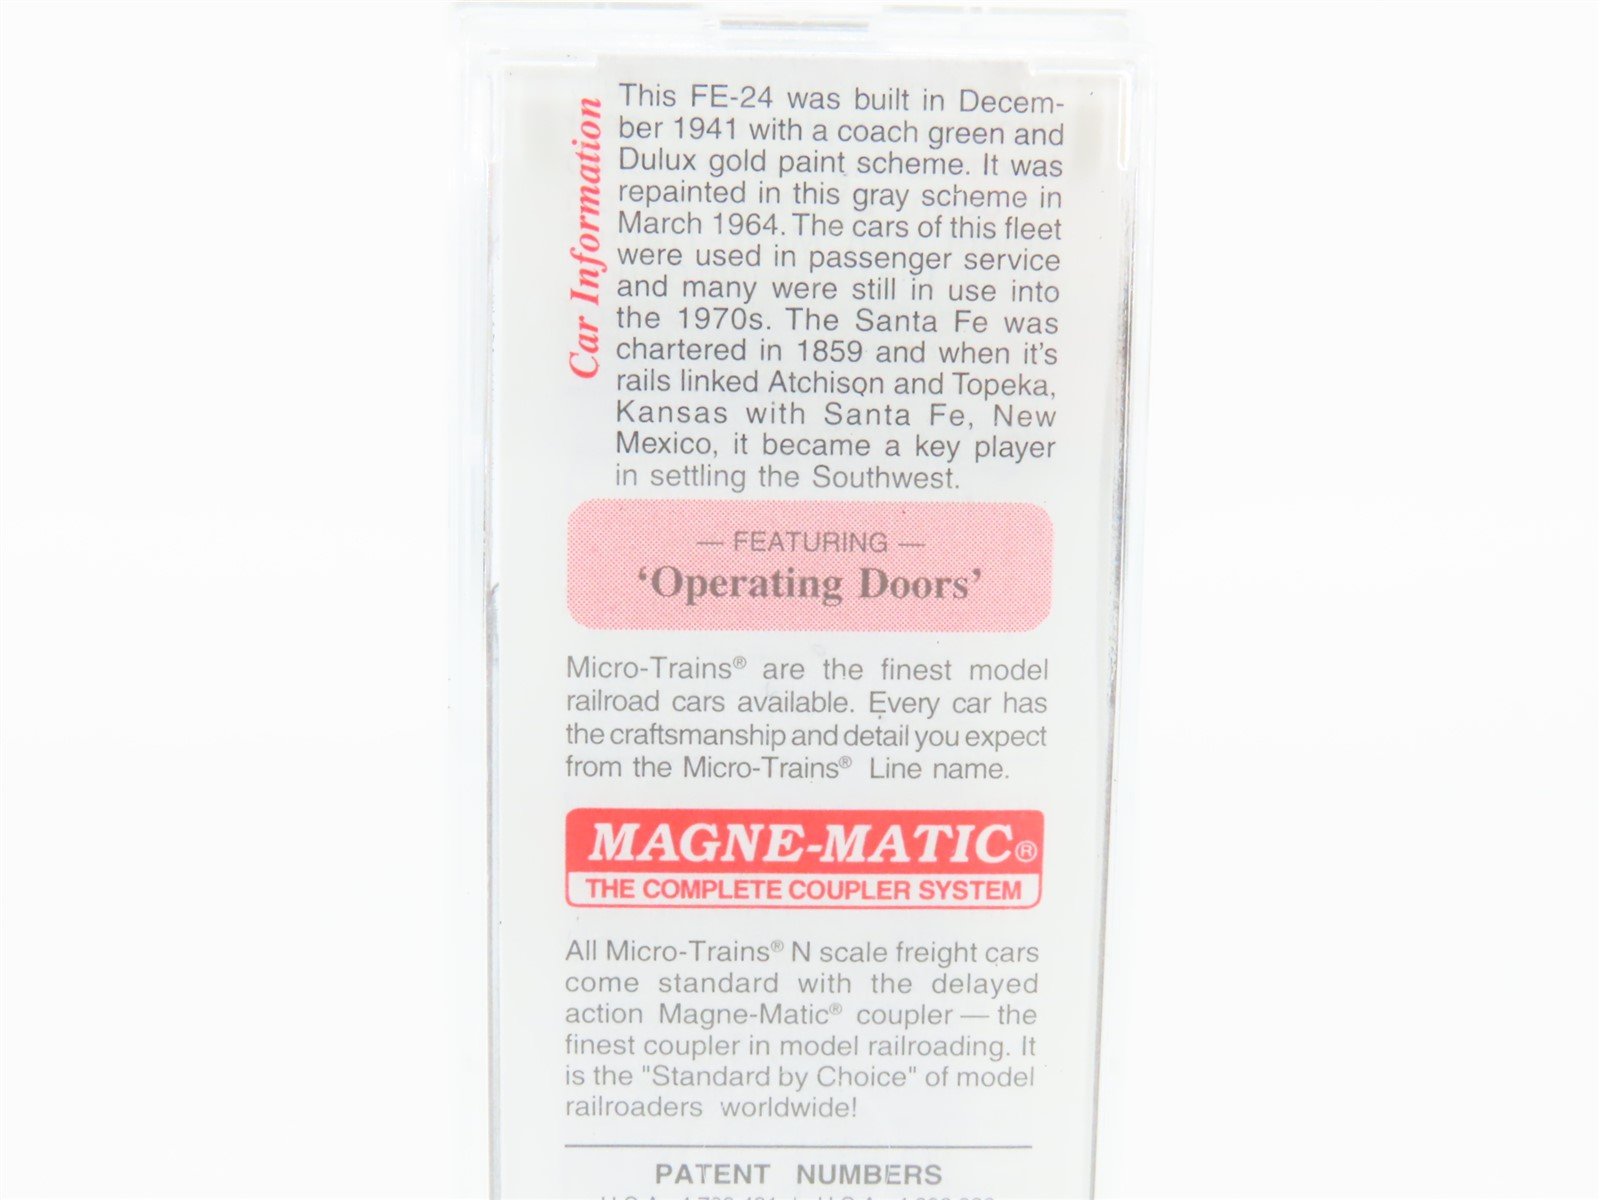 Car Information
This FE-24 was built in Decem-
ber 1941 with a coach green and
Dulux gold paint scheme. It was
repainted in this gray scheme in
March 1964. The cars of this fleet
were used in passenger service
and many were still in use into
the 1970s. The Santa Fe was
chartered in 1859 and when it's
rails linked Atchison and Topeka,
Kansas with Santa Fe, New
Mexico, it became a key player
in settling the Southwest.
— FEATURING —
‘Operating Doors’
Micro-Trains® are the finest model
railroad cars available. Every car has
the craftsmanship and detail you expect
from the Micro-Trains® Line name.
MAGNE-MATIC®
THE COMPLETE COUPLER SYSTEM
All Micro-Trains® N scale freight cars
come standard with the delayed
action Magne-Matic® coupler — the
finest coupler in model railroading. It
is the "Standard by Choice" of model
railroaders worldwide!
PATENT NUMBERS